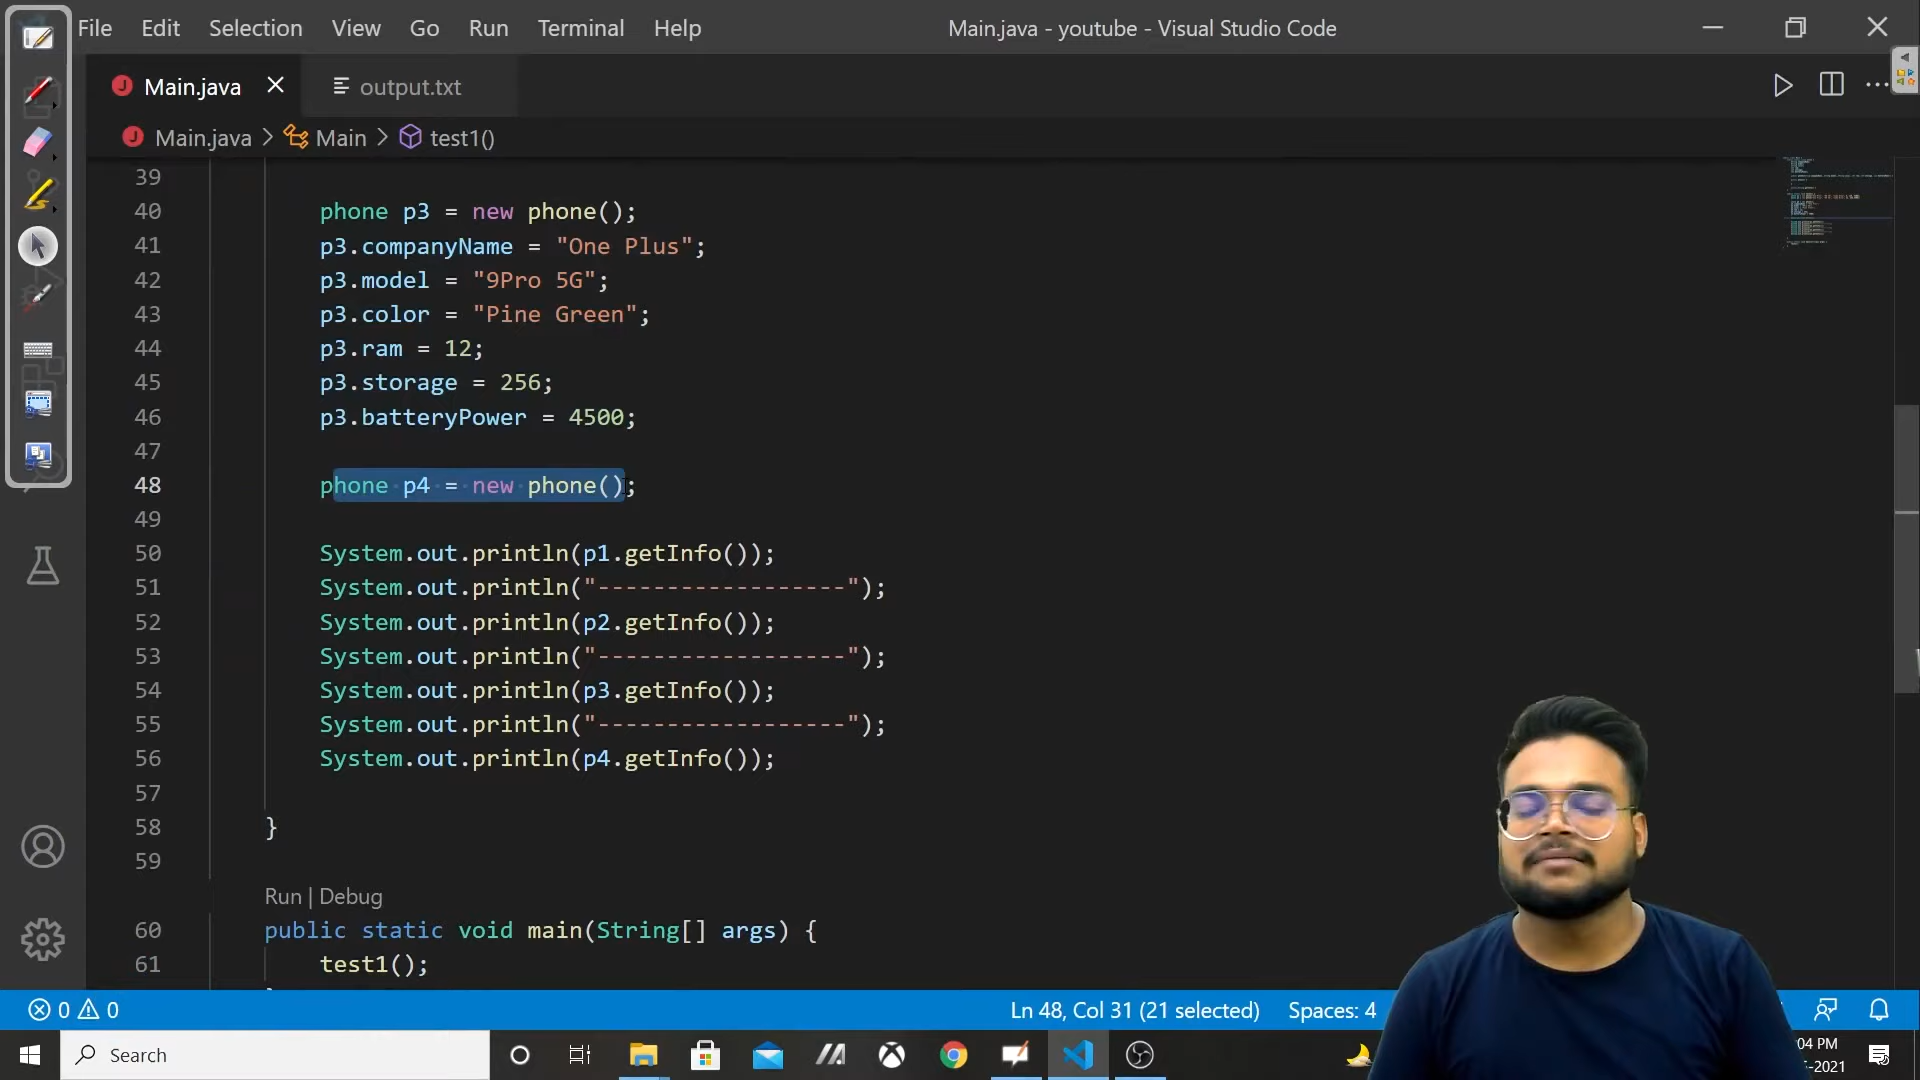 File Edit Selection View Go Run Terminal Help
Main.java - youtube - Visual Studio Code
Main.java output.txt
Main.java > Main > test1()
39
40 phone p3 = new phone();
41 p3.companyName = "One Plus";
42 p3.model = "9Pro 5G";
43 p3.color = "Pine Green";
44 p3.ram = 12;
45 p3.storage = 256;
46 p3.batteryPower = 4500;
47
48 phone p4 = new phone();
49
50 System.out.println(p1.getInfo());
51 System.out.println("------------------");
52 System.out.println(p2.getInfo());
53 System.out.println("------------------");
54 System.out.println(p3.getInfo());
55 System.out.println("------------------");
56 System.out.println(p4.getInfo());
57
58 }
59
Run | Debug
60 public static void main(String[] args) {
61 test1();
0 0 Ln 48, Col 31 (21 selected) Spaces: 4
Search
04 PM
-2021